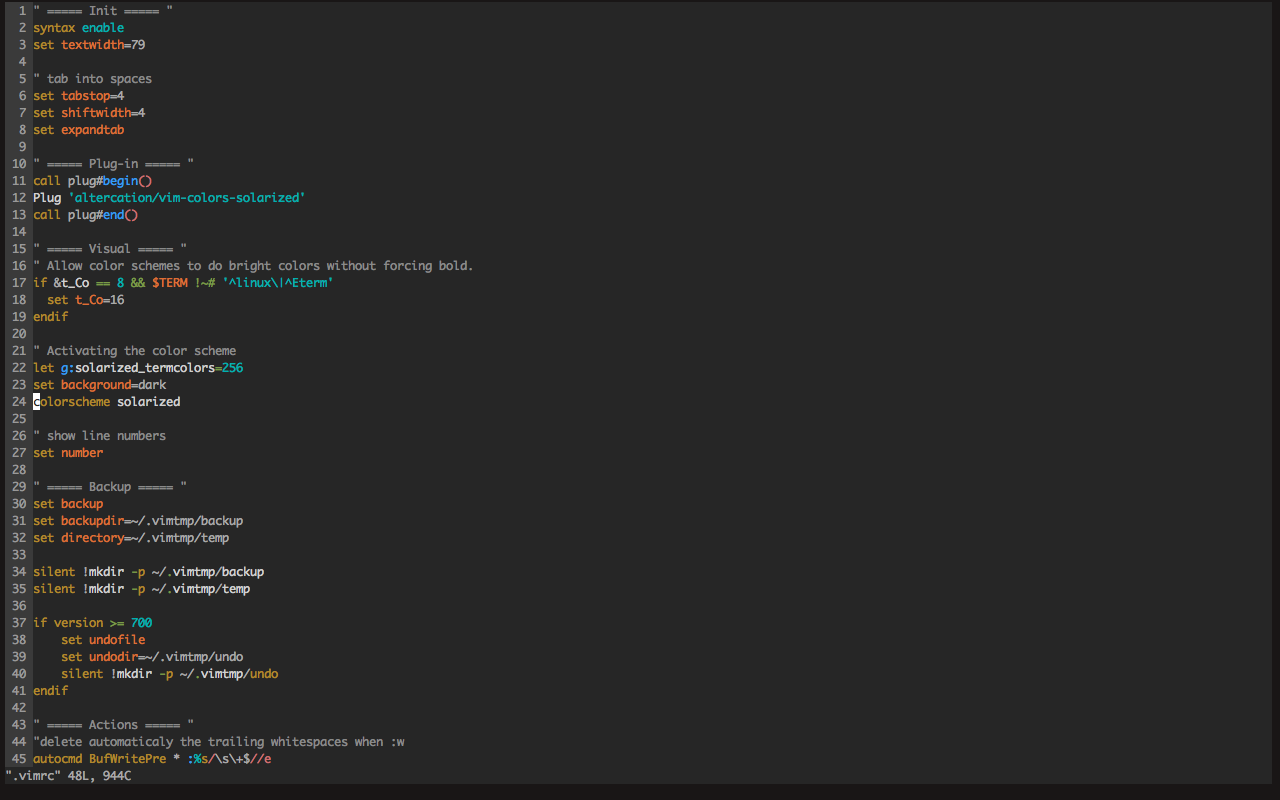 1 " ===== Init ===== "
2 syntax enable
3 set textwidth=79
4
5 " tab into spaces
6 set tabstop=4
7 set shiftwidth=4
8 set expandtab
9
10 " ===== Plug-in ===== "
11 call plug#begin()
12 Plug 'altercation/vim-colors-solarized'
13 call plug#end()
14
15 " ===== Visual ===== "
16 " Allow color schemes to do bright colors without forcing bold.
17 if &t_Co == 8 && $TERM !~# '^linux\|^Eterm'
18   set t_Co=16
19 endif
20
21 " Activating the color scheme
22 let g:solarized_termcolors=256
23 set background=dark
24 colorscheme solarized
25
26 " show line numbers
27 set number
28
29 " ===== Backup ===== "
30 set backup
31 set backupdir=~/.vimtmp/backup
32 set directory=~/.vimtmp/temp
33
34 silent !mkdir -p ~/.vimtmp/backup
35 silent !mkdir -p ~/.vimtmp/temp
36
37 if version >= 700
38     set undofile
39     set undodir=~/.vimtmp/undo
40     silent !mkdir -p ~/.vimtmp/undo
41 endif
42
43 " ===== Actions ===== "
44 "delete automaticaly the trailing whitespaces when :w
45 autocmd BufWritePre * :%s/\s\+$//e
".vimrc" 48L, 944C